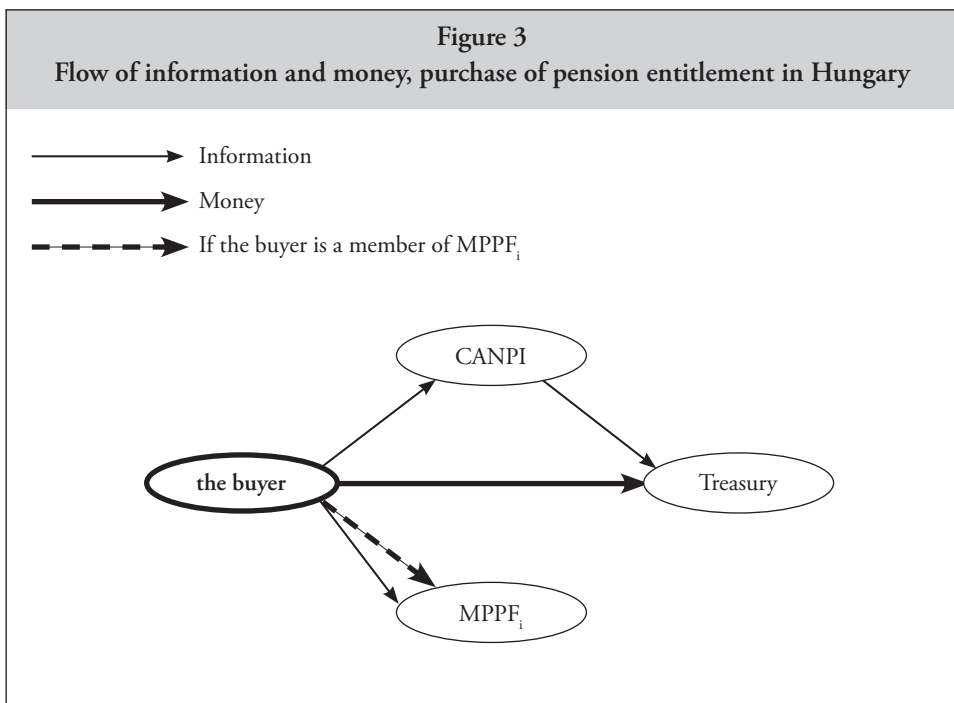 Figure 3
Flow of information and money, purchase of pension entitlement in Hungary
Information
Money
If the buyer is a member of MPPFi
CANPI
the buyer
Treasury
MPPFi